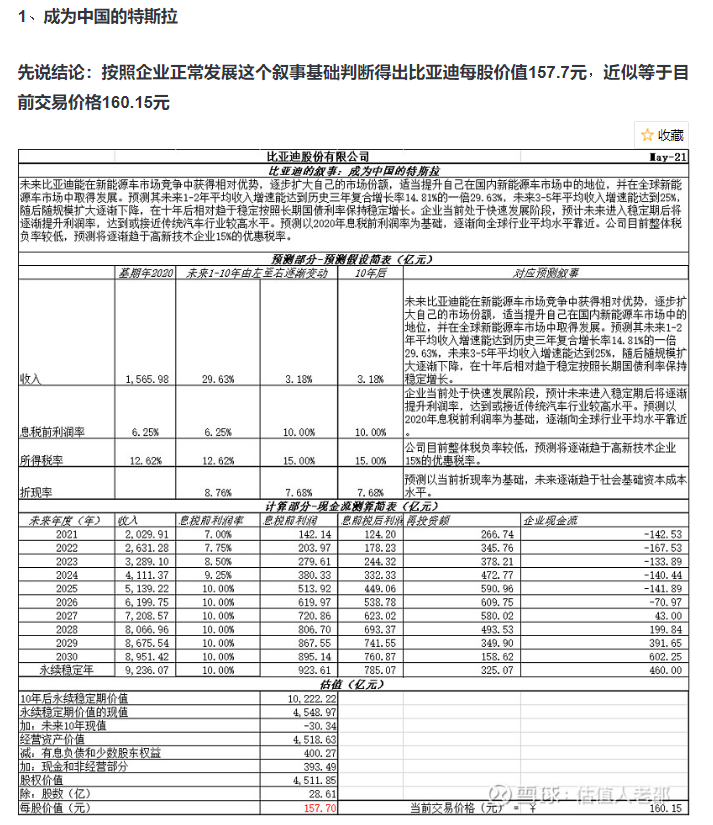 1、成为中国的特斯拉
先说结论：按照企业正常发展这个叙事基础判断得出比亚迪每股价值157.7元，近似等于目
前交易价格160.15元
收藏
比亚迪股份有限公司 May-21
比亚迪的叙事：成为中国的特斯拉
未来比亚迪能在新能源车市场竞争中获得相对优势，逐步扩大自己的市场份额，适当提升自己在国内新能源车市场中的地位，并在全球新能
源车市场中取得发展。预测其未来1-2年平均收入增速能达到历史三年复合增长率14.81%的一倍29.63%，未来3-5年平均收入增速能达到25%，
随后随规模扩大逐渐下降，在十年后相对趋于稳定按照长期国债利率保持稳定增长。企业当前处于快速发展阶段，预计未来进入稳定期后将逐
渐提升利润率，达到或接近传统汽车行业较高水平。预测以2020年息税前利润率为基础，逐渐向全球行业平均水平靠近。公司目前整体税
负率较低，预测将逐渐趋于高新技术企业15%的优惠税率。
预测部分-预测假设简表（亿元）
基期年2020 未来1-10年由左至右逐渐变动 10年后 对应预测叙事
未来比亚迪能在新能源车市场竞争中获得相对优势，逐步扩
大自己的市场份额，适当提升自己在国内新能源车市场中的
地位，并在全球新能源车市场中取得发展。预测其未来1-2
年平均收入增速能达到历史三年复合增长率14.81%的一倍
29.63%，未来3-5年平均收入增速能达到25%，随后随规模扩
大逐渐下降，在十年后相对趋于稳定按照长期国债利率保持
稳定增长。
收入 1,565.98 29.63% 3.18% 3.18%
企业当前处于快速发展阶段，预计未来进入稳定期后将逐渐
提升利润率，达到或接近传统汽车行业较高水平。预测以
2020年息税前利润率为基础，逐渐向全球行业平均水平靠近
。
息税前利润率 6.25% 6.25% 10.00% 10.00%
公司目前整体税负率较低，预测将逐渐趋于高新技术企业
15%的优惠税率。
所得税率 12.62% 12.62% 15.00% 15.00%
预测以当前折现率为基础，未来逐渐趋于社会基础资本成本
水平。
折现率 8.76% 7.68% 7.68%
计算部分-现金流测算简表（亿元）
未来年度（年） 收入 息税前利润率 息税前利润 息前税后利润 再投资额 企业现金流
2021 2,029.91 7.00% 142.14 124.20 266.74 -142.53
2022 2,631.28 7.75% 203.97 178.23 345.76 -167.53
2023 3,289.10 8.50% 279.61 244.32 378.21 -133.89
2024 4,111.37 9.25% 380.33 332.33 472.77 -140.44
2025 5,139.22 10.00% 513.92 449.06 590.96 -141.89
2026 6,199.75 10.00% 619.97 538.78 609.75 -70.97
2027 7,208.57 10.00% 720.86 623.02 580.02 43.00
2028 8,066.96 10.00% 806.70 693.37 493.53 199.84
2029 8,675.54 10.00% 867.55 741.55 349.90 391.65
2030 8,951.42 10.00% 895.14 760.87 158.62 602.25
永续稳定年 9,236.07 10.00% 923.61 785.07 325.07 460.00
估值（亿元）
10年后永续稳定期价值 10,222.22
永续稳定期价值的现值 4,548.97
加：未来10年现值 -30.34
经营资产价值 4,518.63
减：有息负债和少数股东权益 400.27
加：现金和非经营部分 393.49
股权价值 4,511.85
除：股数（亿） 28.61
每股价值（元） 157.70 当前交易价格（元） = ￥ 160.15
雪球：估值人老邵